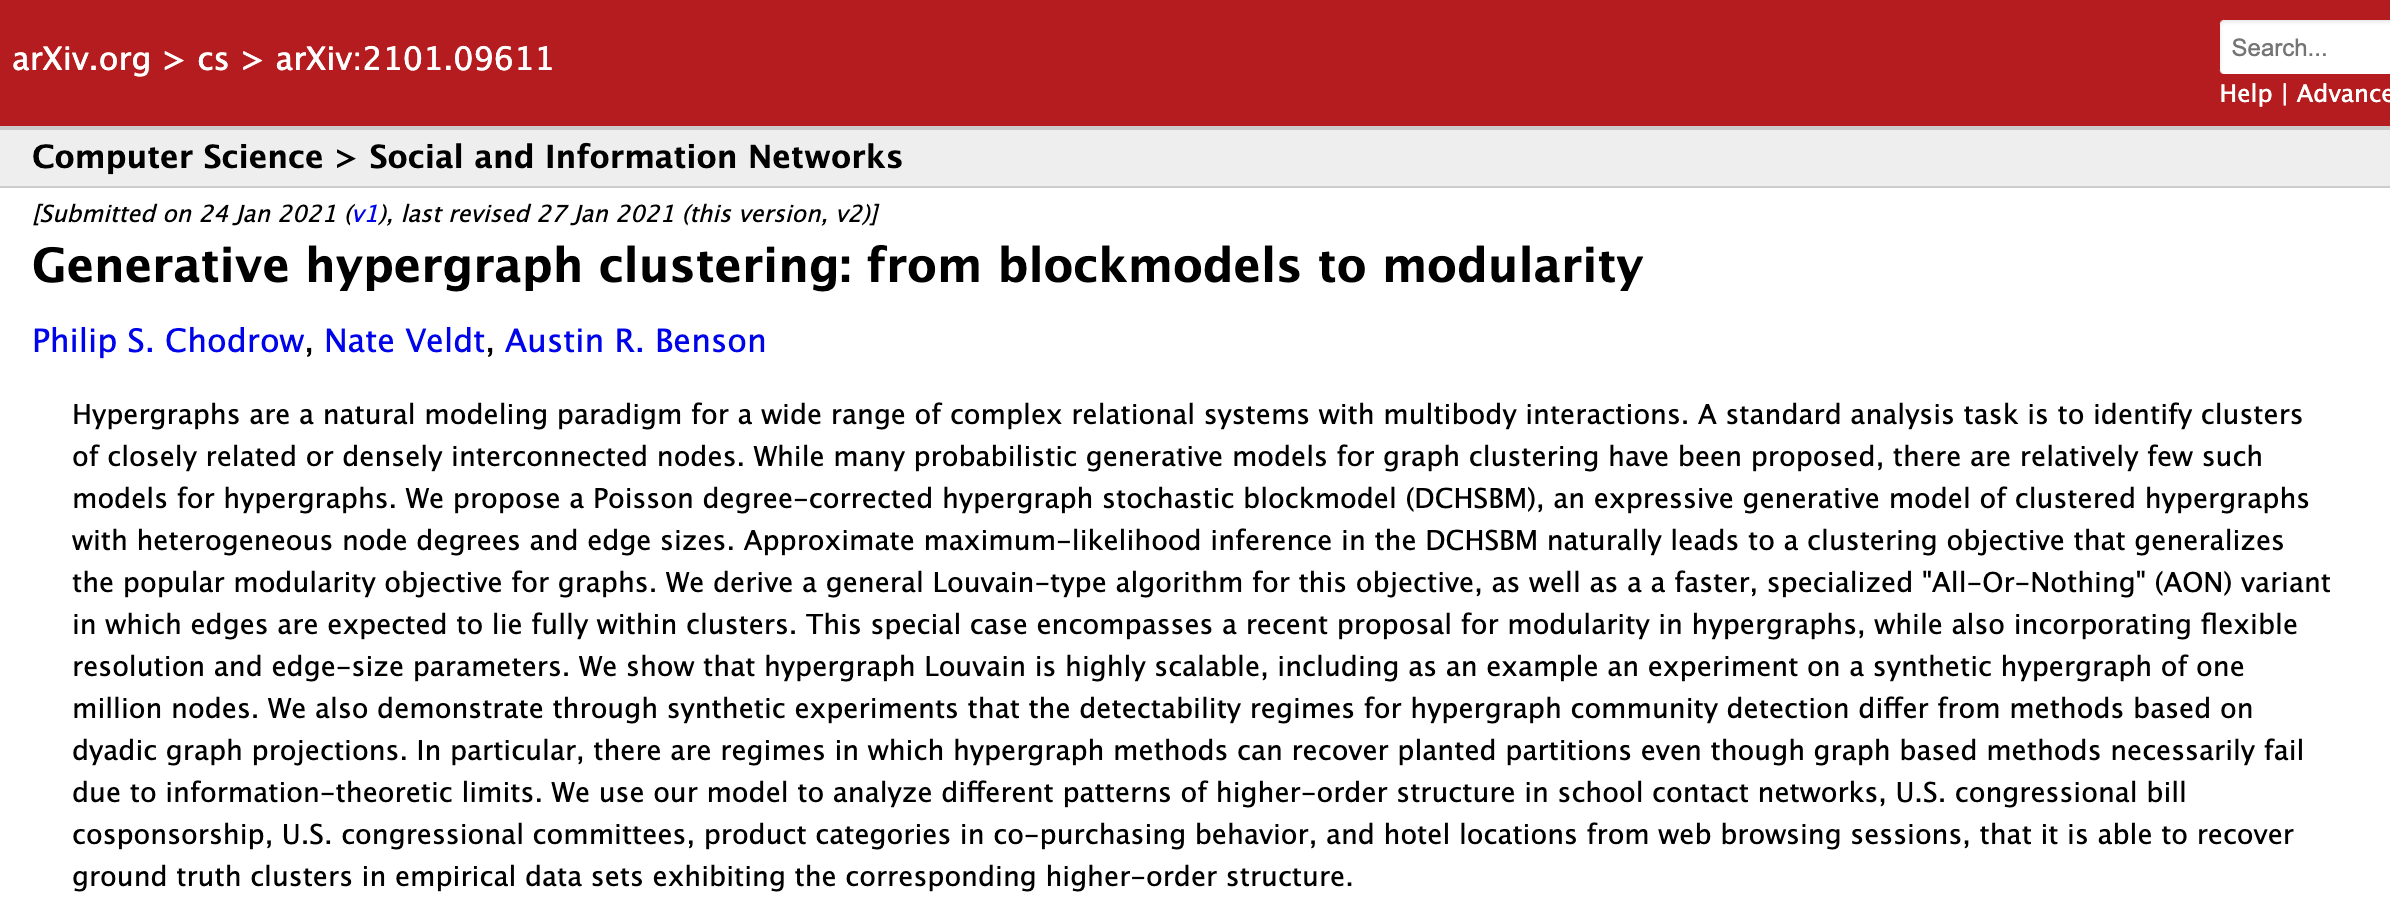 arXiv.org > cs > arXiv:2101.09611
Search...
Help | Advance
Computer Science > Social and Information Networks
[Submitted on 24 Jan 2021 (v1), last revised 27 Jan 2021 (this version, v2)]
Generative hypergraph clustering: from blockmodels to modularity
Philip S. Chodrow, Nate Veldt, Austin R. Benson
Hypergraphs are a natural modeling paradigm for a wide range of complex relational systems with multibody interactions. A standard analysis task is to identify clusters
of closely related or densely interconnected nodes. While many probabilistic generative models for graph clustering have been proposed, there are relatively few such
models for hypergraphs. We propose a Poisson degree-corrected hypergraph stochastic blockmodel (DCHSBM), an expressive generative model of clustered hypergraphs
with heterogeneous node degrees and edge sizes. Approximate maximum-likelihood inference in the DCHSBM naturally leads to a clustering objective that generalizes
the popular modularity objective for graphs. We derive a general Louvain-type algorithm for this objective, as well as a a faster, specialized "All-Or-Nothing" (AON) variant
in which edges are expected to lie fully within clusters. This special case encompasses a recent proposal for modularity in hypergraphs, while also incorporating flexible
resolution and edge-size parameters. We show that hypergraph Louvain is highly scalable, including as an example an experiment on a synthetic hypergraph of one
million nodes. We also demonstrate through synthetic experiments that the detectability regimes for hypergraph community detection differ from methods based on
dyadic graph projections. In particular, there are regimes in which hypergraph methods can recover planted partitions even though graph based methods necessarily fail
due to information-theoretic limits. We use our model to analyze different patterns of higher-order structure in school contact networks, U.S. congressional bill
cosponsorship, U.S. congressional committees, product categories in co-purchasing behavior, and hotel locations from web browsing sessions, that it is able to recover
ground truth clusters in empirical data sets exhibiting the corresponding higher-order structure.